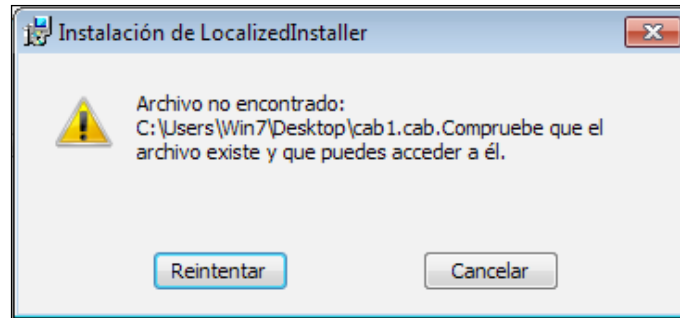 Instalación de LocalizedInstaller
Archivo no encontrado:
C:\Users\Win7\Desktop\cab1.cab.Compruebe que el
archivo existe y que puedes acceder a él.
Reintentar
Cancelar